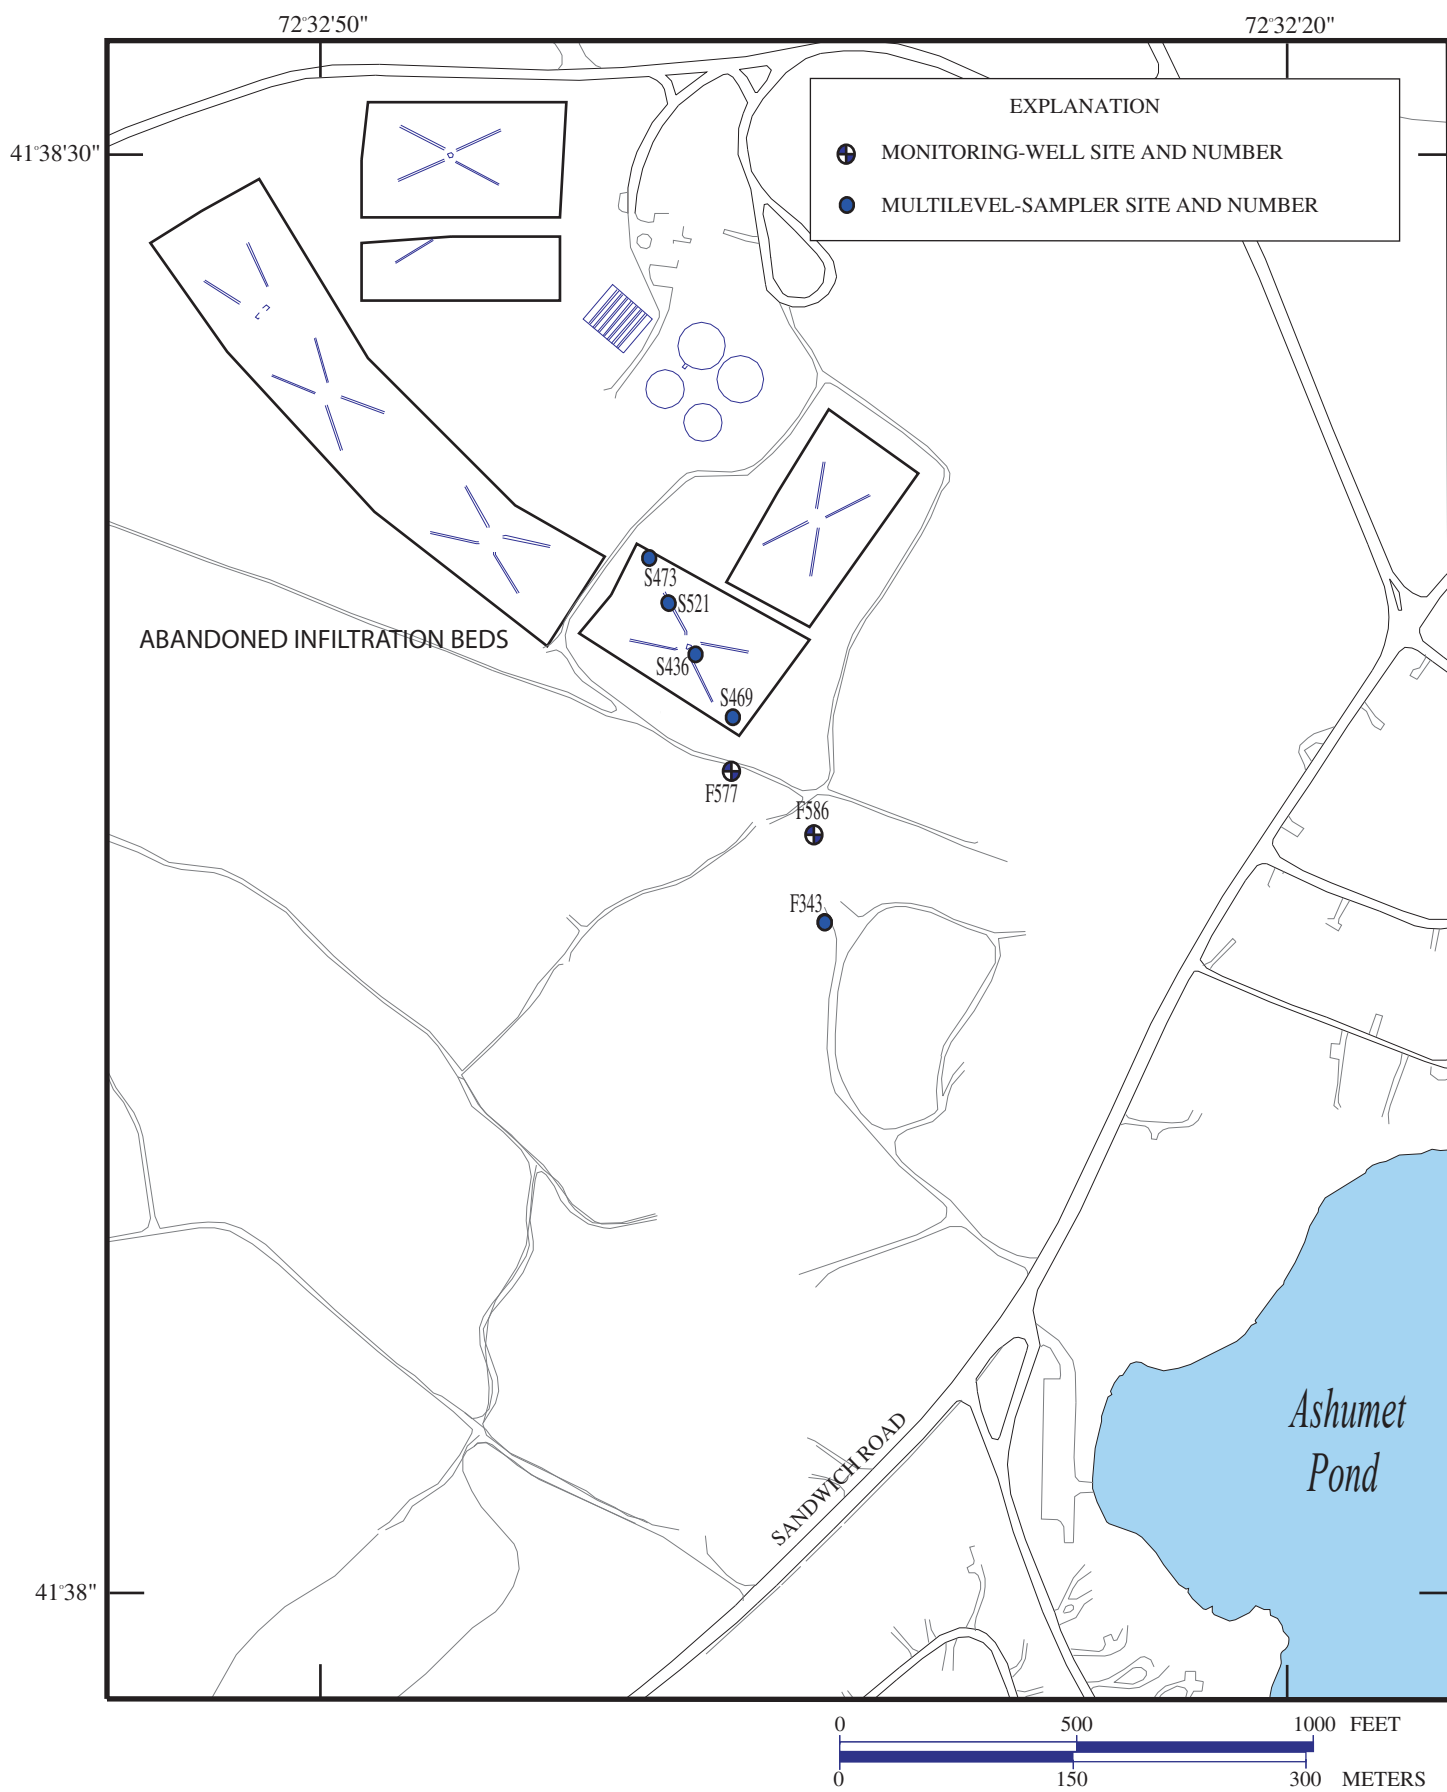 72°32'50"
72°32'20"
41°38'30"
EXPLANATION
MONITORING-WELL SITE AND NUMBER
MULTILEVEL-SAMPLER SITE AND NUMBER
S473
S521
ABANDONED INFILTRATION BEDS
S436
S469
F577
F586
F343
Ashumet
Pond
SANDWICH ROAD
41°38"
0 500 1000 FEET
0 150 300 METERS